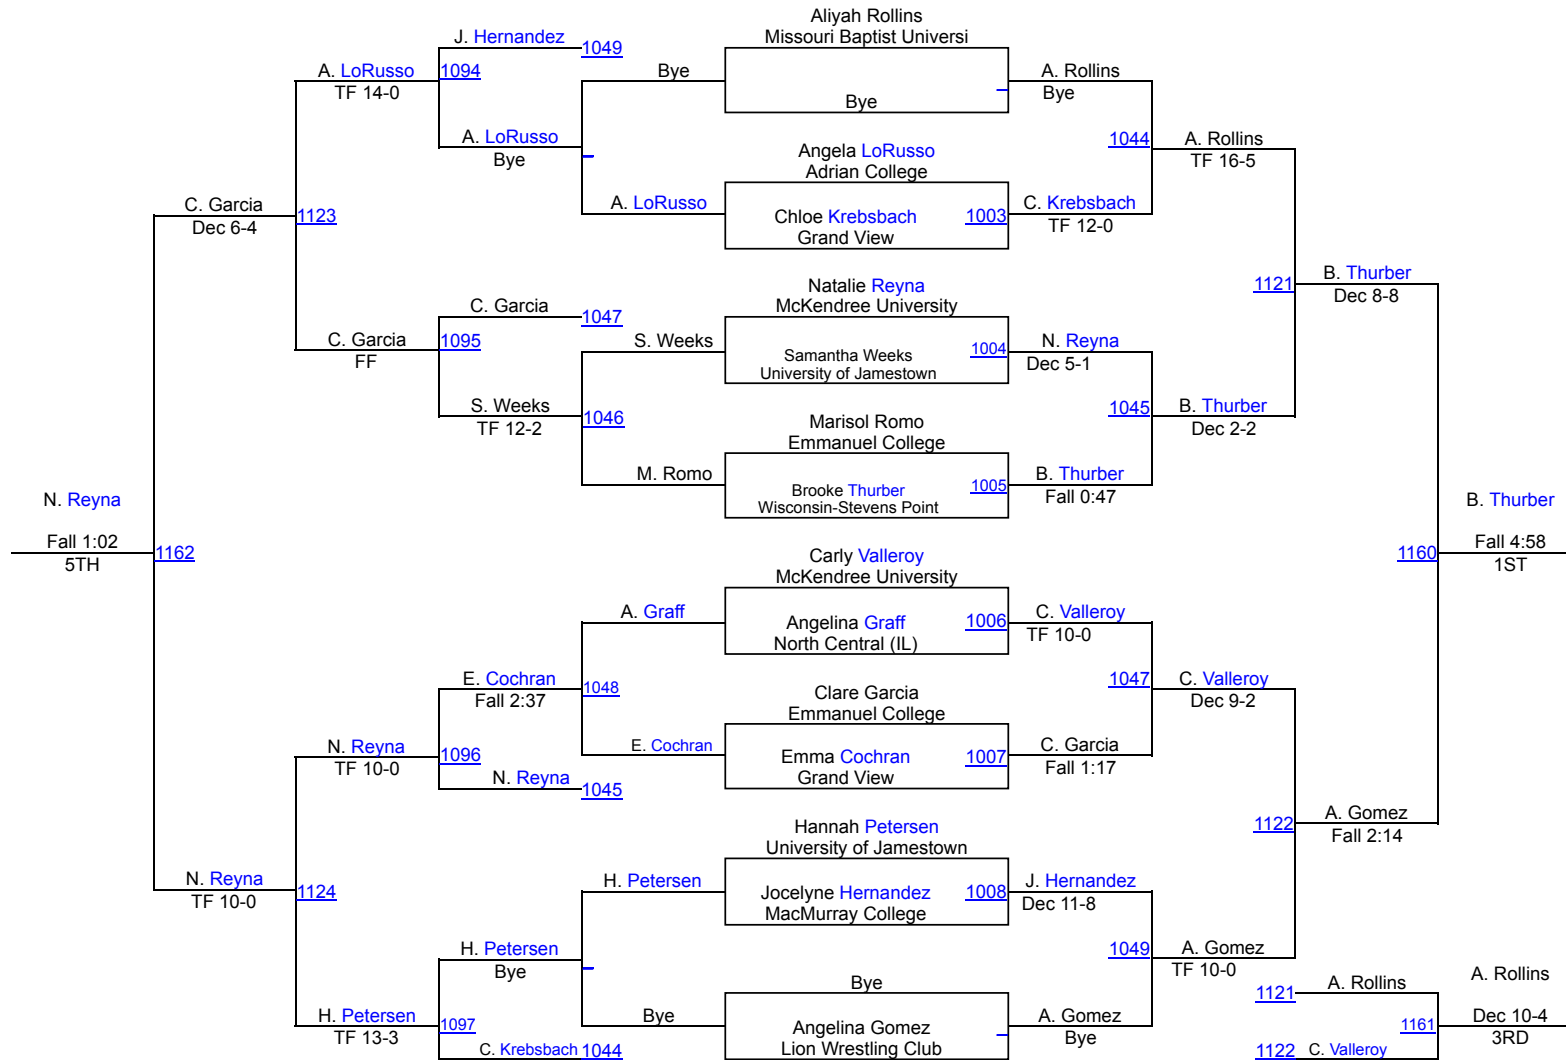 Aliyah Rollins
Missouri Baptist Universi
J. Hernandez
1049
A. LoRusso
1094
TF 14-0
Bye
A. Rollins
Bye
Bye
A. LoRusso
Bye
Angela LoRusso
Adrian College
1044
A. Rollins
TF 16-5
A. LoRusso
Chloe Krebsbach
1003
Grand View
C. Krebsbach
TF 12-0
C. Garcia
Dec 6-4
1123
Natalie Reyna
McKendree University
1121
B. Thurber
Dec 8-8
C. Garcia
1047
C. Garcia
1095
FF
S. Weeks
Samantha Weeks
1004
University of Jamestown
N. Reyna
Dec 5-1
S. Weeks
TF 12-2
1046
Marisol Romo
Emmanuel College
1045
B. Thurber
Dec 2-2
M. Romo
Brooke Thurber
1005
Wisconsin-Stevens Point
B. Thurber
Fall 0:47
N. Reyna
Fall 1:02
5TH
1162
Carly Valleroy
McKendree University
1160
B. Thurber
Fall 4:58
1ST
A. Graff
Angelina Graff
1006
North Central (IL)
C. Valleroy
TF 10-0
E. Cochran
Fall 2:37
1048
Clare Garcia
Emmanuel College
1047
C. Valleroy
Dec 9-2
N. Reyna
TF 10-0
1096
E. Cochran
Emma Cochran
1007
Grand View
C. Garcia
Fall 1:17
N. Reyna
1045
Hannah Petersen
University of Jamestown
1122
A. Gomez
Fall 2:14
N. Reyna
TF 10-0
1124
H. Petersen
Jocelyne Hernandez
1008
MacMurray College
J. Hernandez
Dec 11-8
H. Petersen
Bye
Bye
1049
A. Gomez
TF 10-0
H. Petersen
TF 13-3
1097
Bye
Angelina Gomez
Lion Wrestling Club
A. Gomez
Bye
C. Krebsbach
1044
1121
A. Rollins
A. Rollins
1161
Dec 10-4
3RD
1122
C. Valleroy